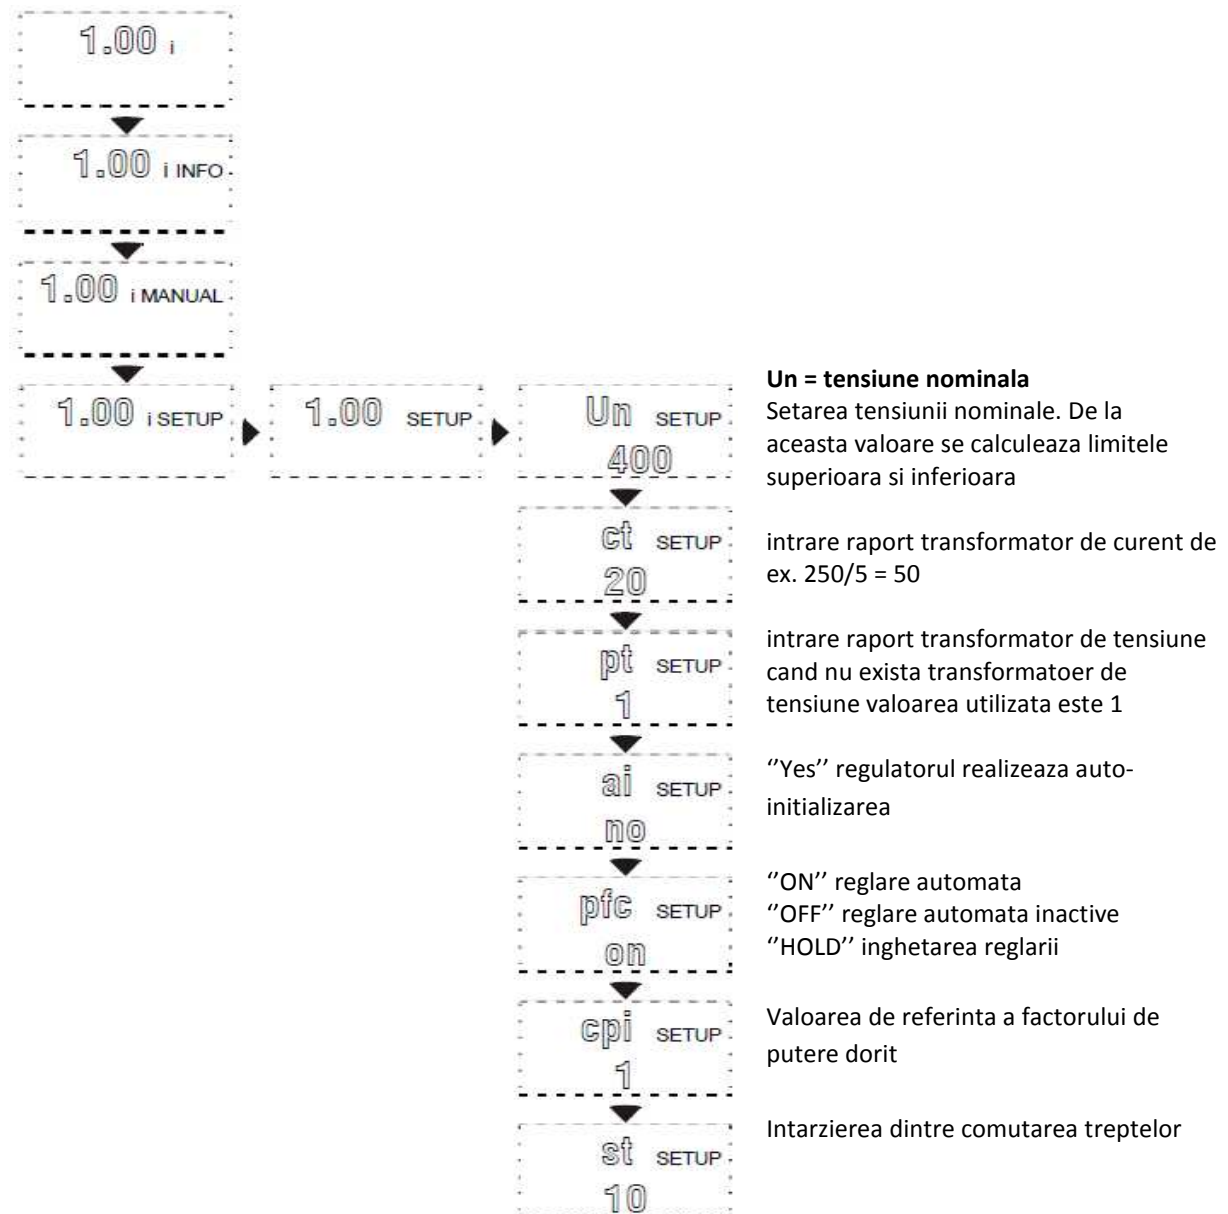 1.00 i
1.00 i INFO
1.00 i MANUAL
1.00 i SETUP
1.00 SETUP
Un SETUP
400
Un = tensiune nominala
Setarea tensiunii nominale. De la
aceasta valoare se calculeaza limitele
superioara si inferioara
ct SETUP
20
intrare raport transformator de curent de
ex. 250/5 = 50
pt SETUP
1
intrare raport transformator de tensiune
cand nu exista transformatoer de
tensiune valoarea utilizata este 1
ai SETUP
no
‘’Yes’’ regulatorul realizeaza auto-
initializarea
pfc SETUP
on
‘’ON’’ reglare automata
‘’OFF’’ reglare automata inactive
‘’HOLD’’ inghetarea reglarii
cpi SETUP
1
Valoarea de referinta a factorului de
putere dorit
st SETUP
10
Intarzierea dintre comutarea treptelor